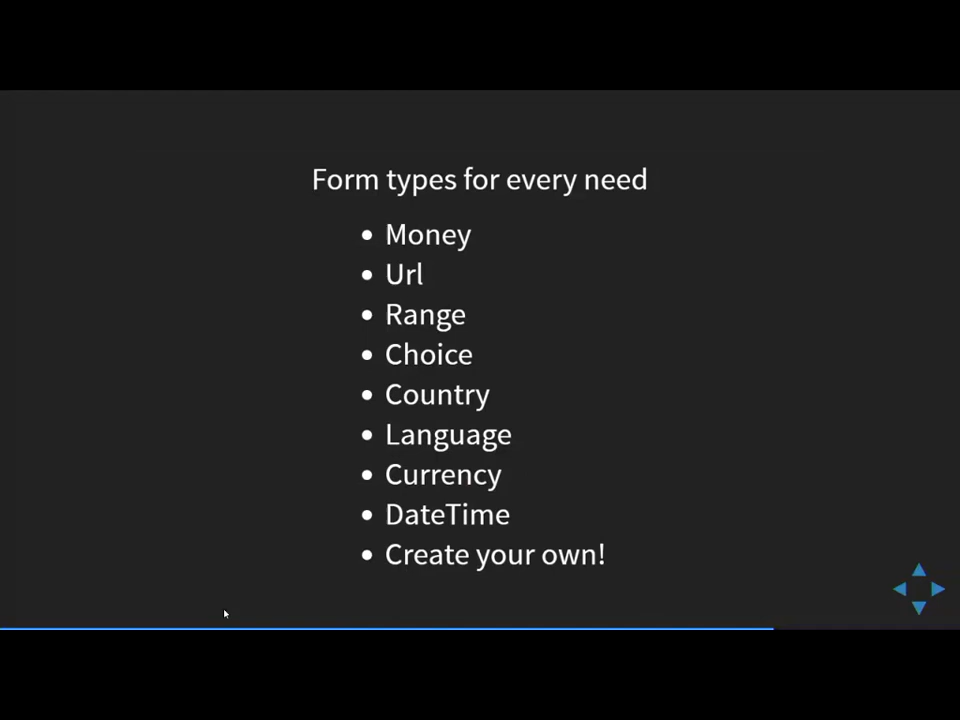 Form types for every need
• Money
• Url
• Range
• Choice
• Country
• Language
• Currency
• DateTime
• Create your own!